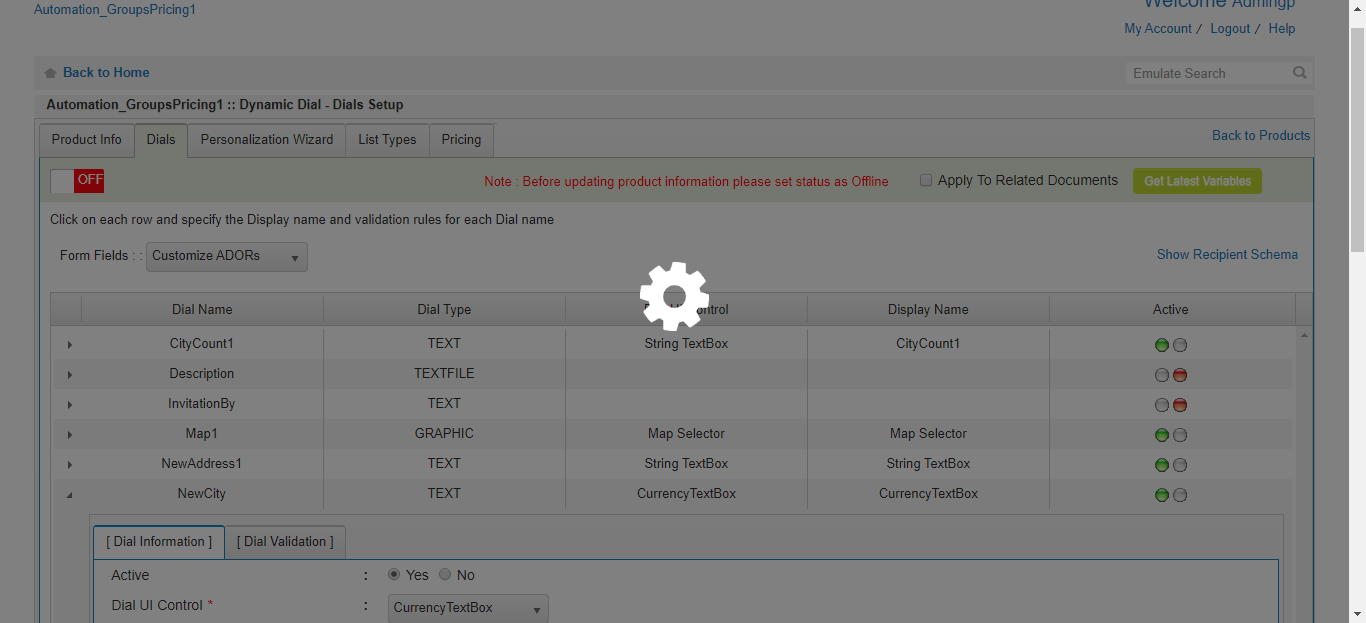 Automation_GroupsPricing1
Welcome Admingp
My Account / Logout / Help
Back to Home
Emulate Search
Automation_GroupsPricing1 :: Dynamic Dial - Dials Setup
Product Info Dials Personalization Wizard List Types Pricing
Back to Products
OFF
Note : Before updating product information please set status as Offline
Apply To Related Documents
Get Latest Variables
Click on each row and specify the Display name and validation rules for each Dial name
Form Fields : : Customize ADORs
Show Recipient Schema
Dial Name Dial Type ontrol Display Name Active
CityCount1 TEXT String TextBox CityCount1
Description TEXTFILE
InvitationBy TEXT
Map1 GRAPHIC Map Selector Map Selector
NewAddress1 TEXT String TextBox String TextBox
NewCity TEXT CurrencyTextBox CurrencyTextBox
[ Dial Information ] [ Dial Validation ]
Active : Yes No
Dial UI Control * : CurrencyTextBox